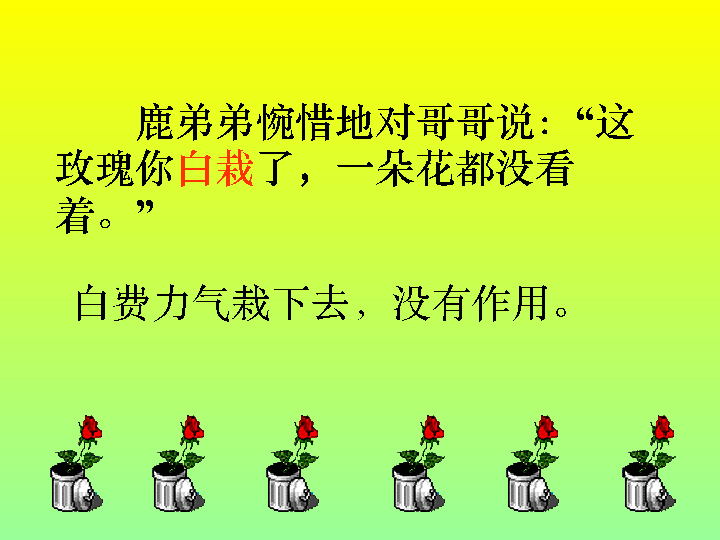 鹿弟弟惋惜地对哥哥说：“这
玫瑰你白栽了，一朵花都没看
着。”
白费力气栽下去，没有作用。